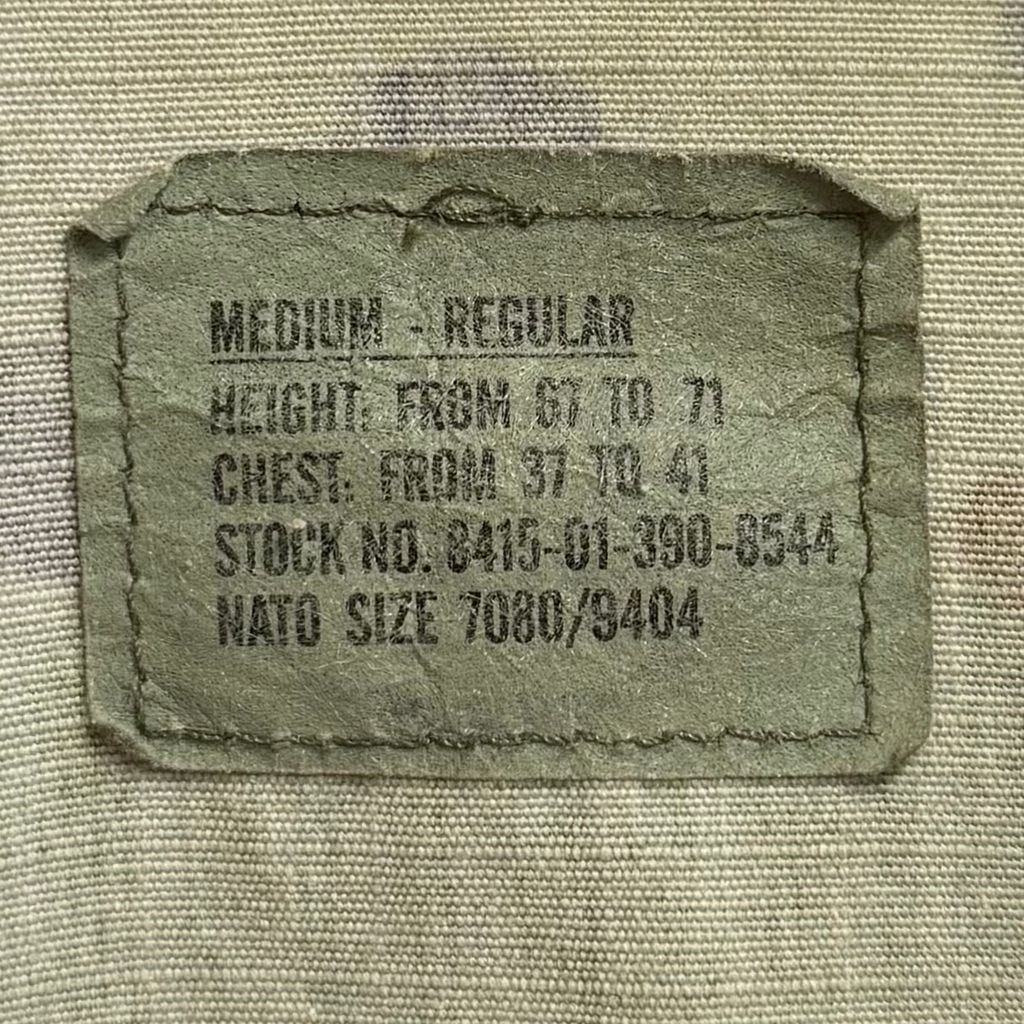 MEDIUM - REGULAR
HEIGHT: FROM 67 TO 71
CHEST: FROM 37 TO 41
STOCK NO. 8415-01-390-8544
NATO SIZE 7080/9404